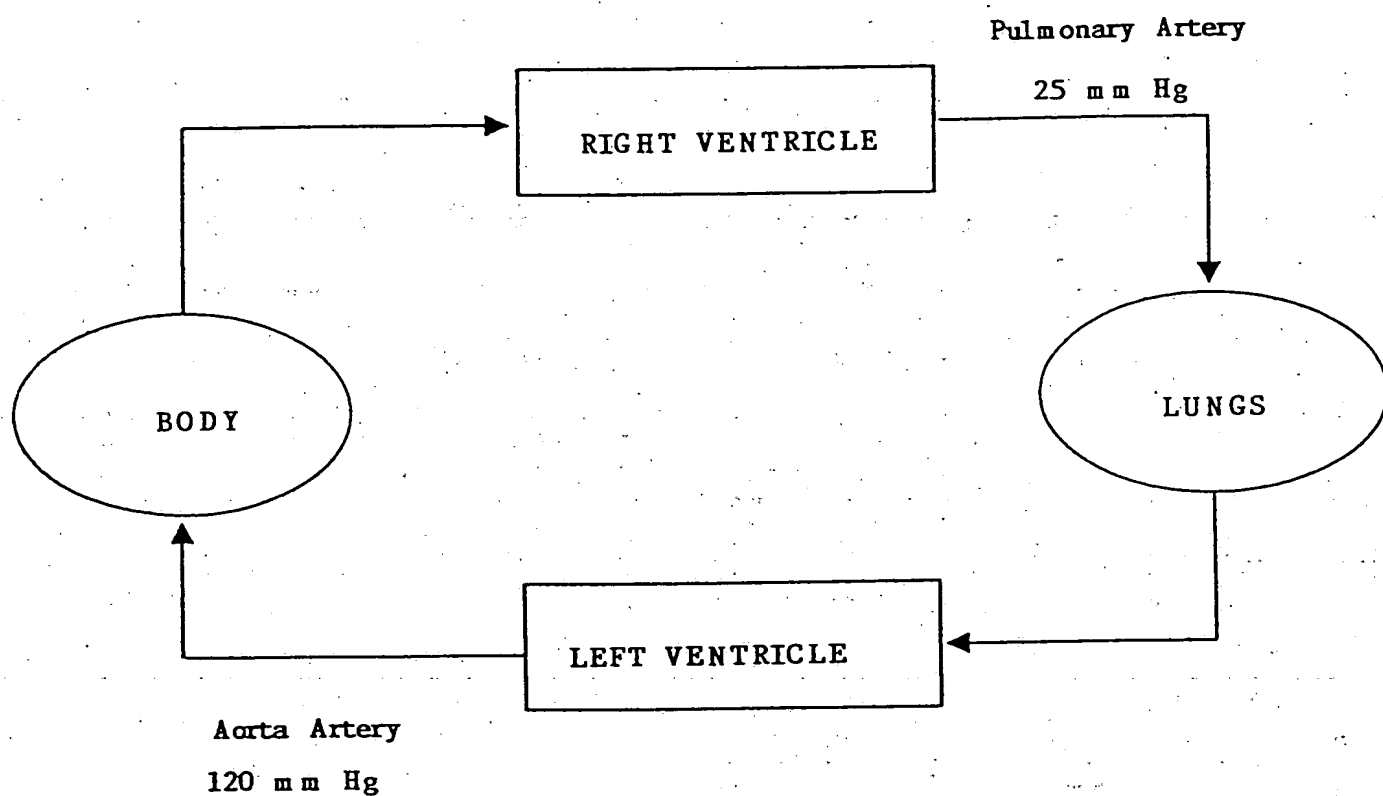 Pulmonary Artery
25 mm Hg
RIGHT VENTRICLE
BODY
LUNGS
LEFT VENTRICLE
Aorta Artery
120 mm Hg